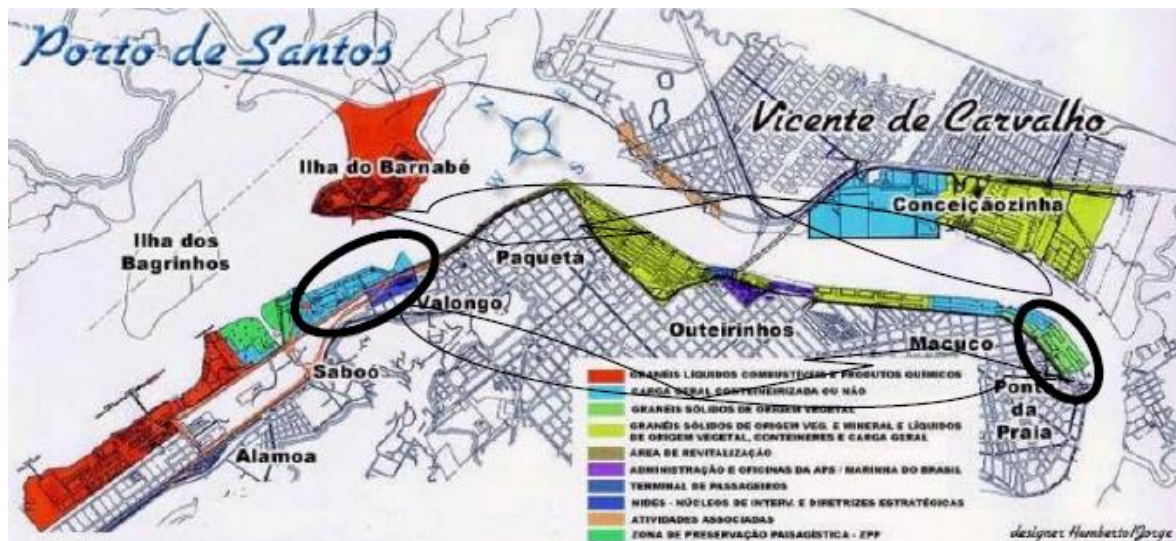 Porto de Santos
N
E
W
S
Ilha do Barnabé
Vicente de Carvalho
Conceiçãozinha
Ilha dos
Bagrinhos
Paquetá
Valongo
Outeirinhos
Macuco
Saboó
Ponta
da
Praia
Alamoa
GRANÉIS LÍQUIDOS COMBUSTÍVEIS E PRODUTOS QUÍMICOS
CARGA GERAL CONTEINERIZADA OU NÃO
GRANÉIS SÓLIDOS DE ORIGEM VEGETAL
GRANÉIS SÓLIDOS DE ORIGEM VEG. E MINERAL E LÍQUIDOS
DE ORIGEM VEGETAL, CONTEINERES E CARGA GERAL
ÁREA DE REVITALIZAÇÃO
ADMINISTRAÇÃO E OFICINAS DA APS / MARINHA DO BRASIL
TERMINAL DE PASSAGEIROS
NIDES - NÚCLEOS DE INTERV. E DIRETRIZES ESTRATÉGICAS
ATIVIDADES ASSOCIADAS
ZONA DE PRESERVAÇÃO PAISAGÍSTICA - ZPP
designer Humberto/Jorge